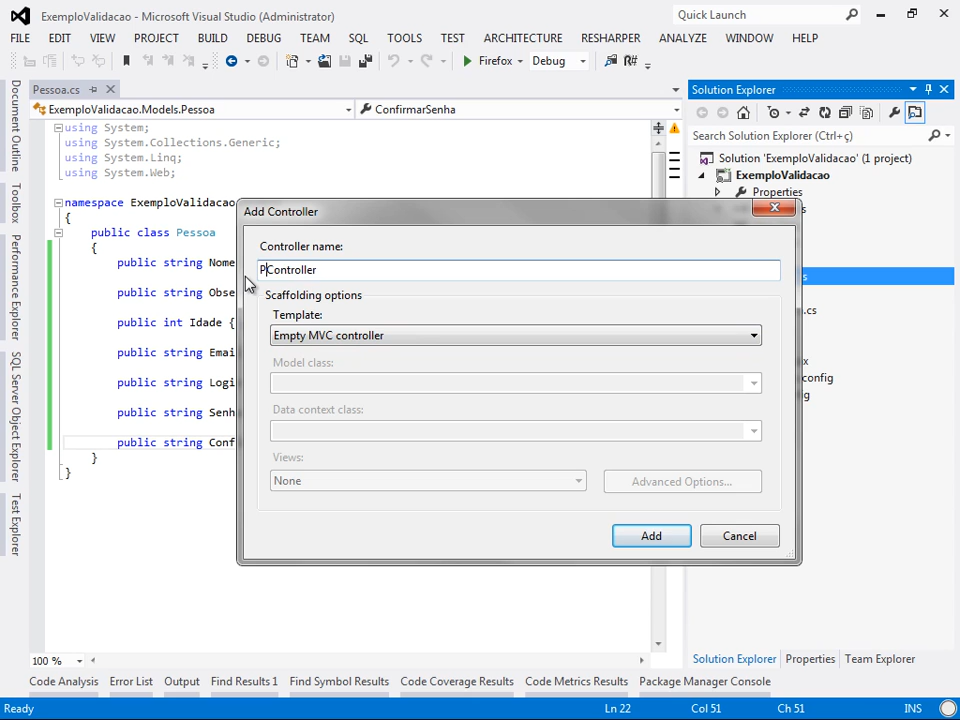 ExemploValidacao - Microsoft Visual Studio (Administrator)
Quick Launch
FILE EDIT VIEW PROJECT BUILD DEBUG TEAM SQL TOOLS TEST ARCHITECTURE RESHARPER ANALYZE WINDOW HELP
Firefox Debug
Document Outline
Toolbox
Performance Explorer
SQL Server Object Explorer
Test Explorer
Pessoa.cs
ExemploValidacao.Models.Pessoa
ConfirmarSenha
using System;
using System.Collections.Generic;
using System.Linq;
using System.Web;
namespace ExemploValidacao
{
public class Pessoa
{
public string Nome
public string Obse
public int Idade {
public string Emai
public string Logi
public string Senh
public string Conf
}
}
Add Controller
Controller name:
PController
Scaffolding options
Template:
Empty MVC controller
Model class:
Data context class:
Views:
None
Advanced Options...
Add
Cancel
Solution Explorer
Search Solution Explorer (Ctrl+ç)
Solution 'ExemploValidacao' (1 project)
ExemploValidacao
Properties
s
s
.cs
x
config
g
100 %
Solution Explorer Properties Team Explorer
Code Analysis Error List Output Find Results 1 Find Symbol Results Code Coverage Results Code Metrics Results Package Manager Console
Ready
Ln 22
Col 51
Ch 51
INS